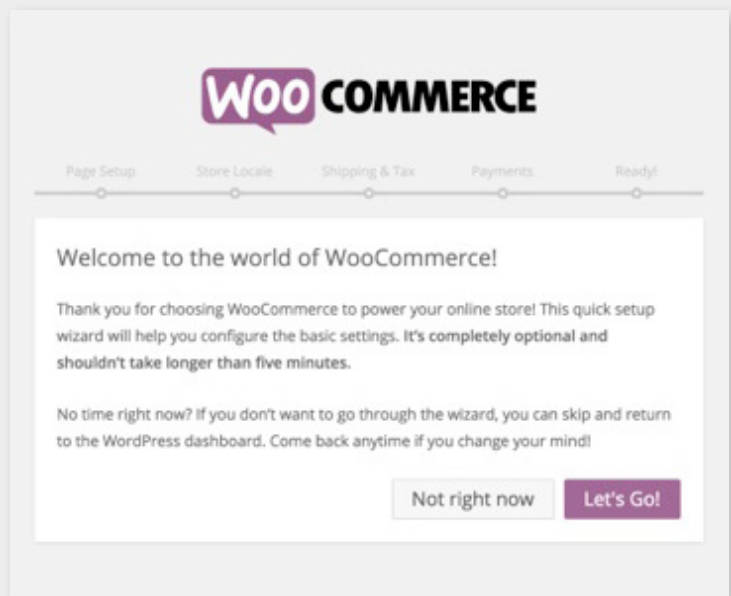 WOO COMMERCE
Page Setup Store Locale Shipping & Tax Payments Ready!
Welcome to the world of WooCommerce!
Thank you for choosing WooCommerce to power your online store! This quick setup
wizard will help you configure the basic settings. It's completely optional and
shouldn't take longer than five minutes.
No time right now? If you don't want to go through the wizard, you can skip and return
to the WordPress dashboard. Come back anytime if you change your mind!
Not right now Let's Go!